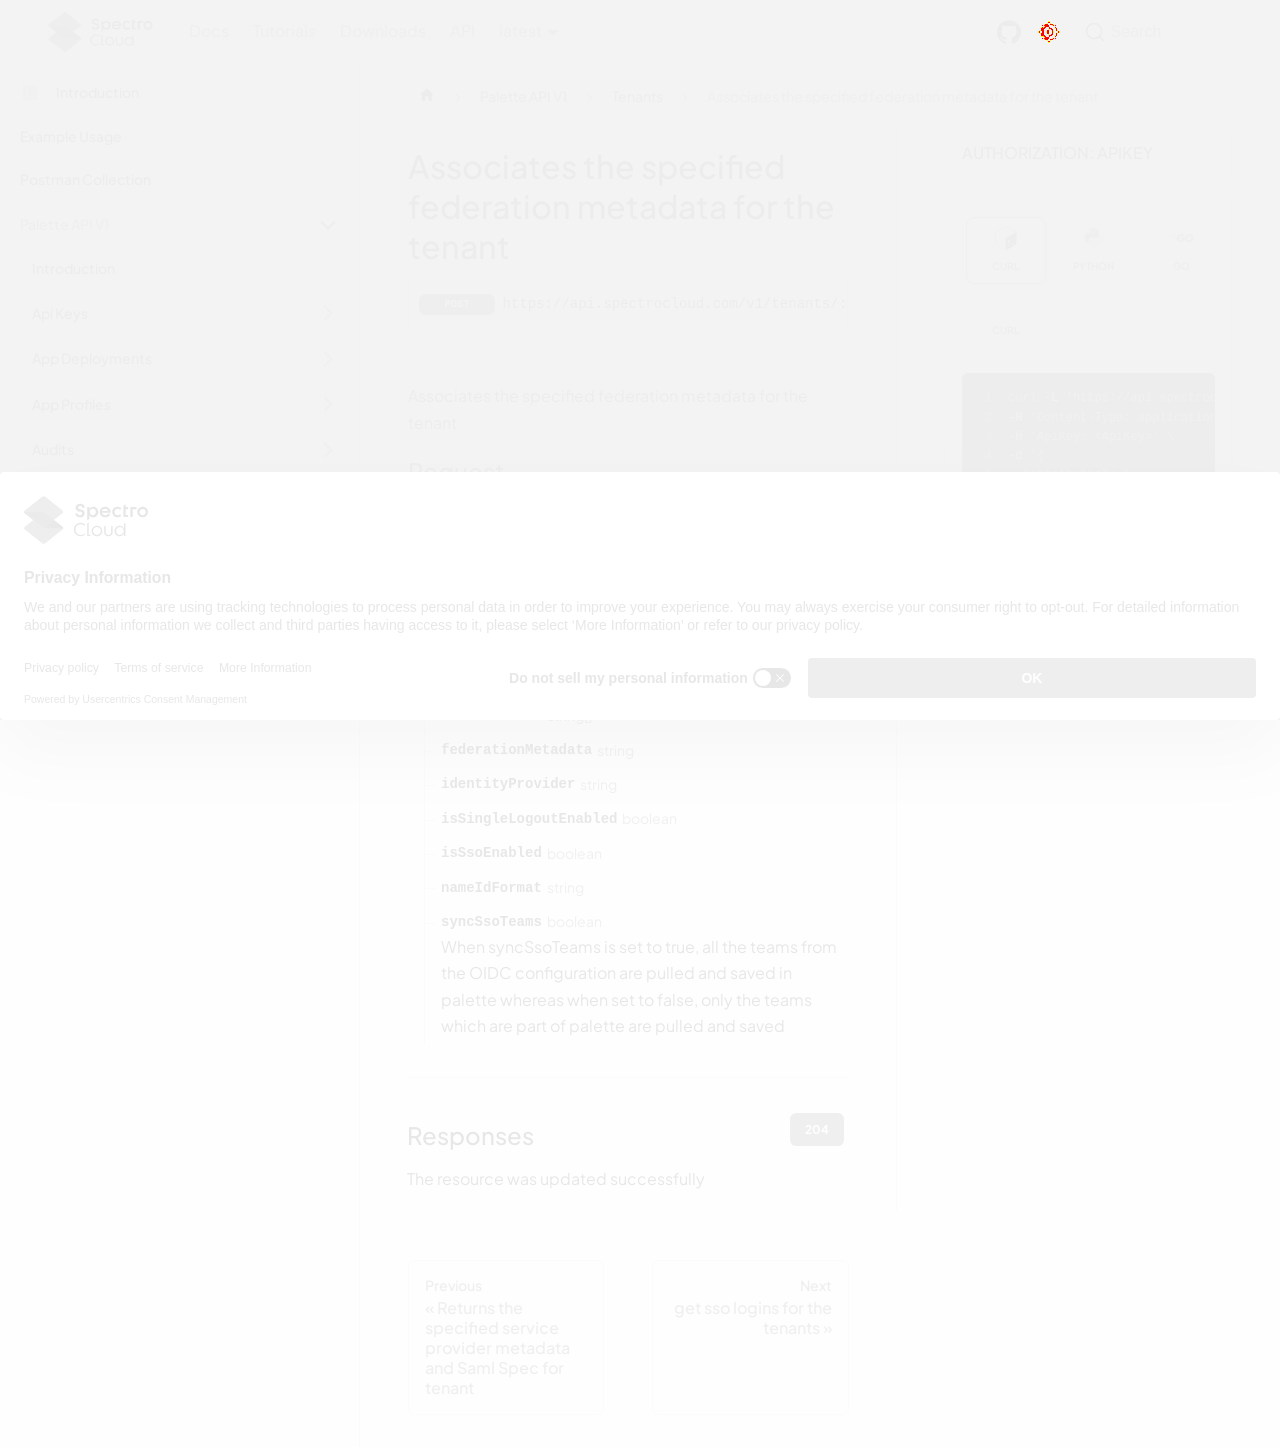 Spectro
Cloud
Docs Tutorials Downloads API latest
Search
Introduction
Example Usage
Postman Collection
Palette API V1
Introduction
Api Keys
App Deployments
App Profiles
Audits
Palette API V1
Tenants
Associates the specified federation metadata for the tenant
Associates the specified
federation metadata for the
tenant
https://api.spectrocloud.com/v1/tenants/
Associates the specified federation metadata for the
tenant
Request
AUTHORIZATION: APIKEY
CURL PYTHON GO
CURL
Spectro
Cloud
Privacy Information
We and our partners are using tracking technologies to process personal data in order to improve your experience. You may always exercise your consumer right to opt-out. For detailed information
about personal information we collect and third parties having access to it, please select 'More Information' or refer to our privacy policy.
Privacy policy Terms of service More Information
Powered by Usercentrics Consent Management
Do not sell my personal information
OK
federationMetadata string
identityProvider string
isSingleLogoutEnabled boolean
isSsoEnabled boolean
nameIdFormat string
syncSsoTeams boolean
When syncSsoTeams is set to true, all the teams from
the OIDC configuration are pulled and saved in
palette whereas when set to false, only the teams
which are part of palette are pulled and saved
Responses
204
The resource was updated successfully
Previous
« Returns the
specified service
provider metadata
and Saml Spec for
tenant
Next
get sso logins for the
tenants »